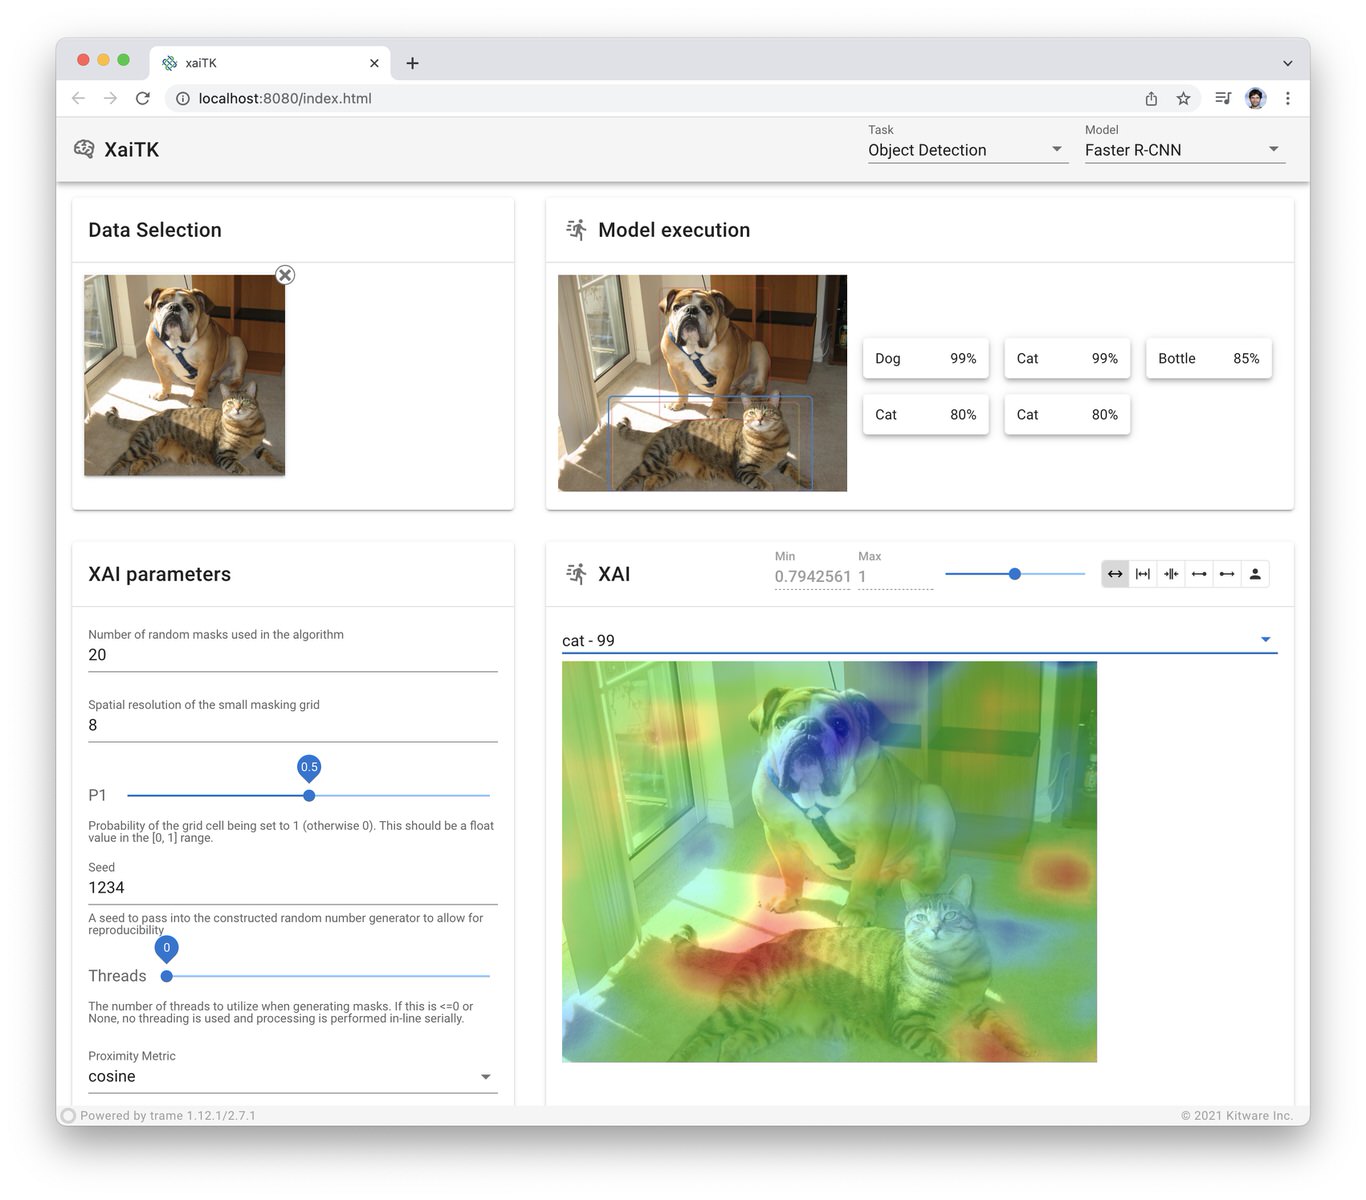 xaiTK
localhost:8080/index.html
XaiTK
Task
Object Detection
Model
Faster R-CNN
Data Selection
Model execution
Dog 99%
Cat 99%
Bottle 85%
Cat 80%
Cat 80%
XAI parameters
Number of random masks used in the algorithm
20
Spatial resolution of the small masking grid
8
0.5
P1
Probability of the grid cell being set to 1 (otherwise 0). This should be a float
value in the [0, 1] range.
Seed
1234
A seed to pass into the constructed random number generator to allow for
reproducibility
0
Threads
The number of threads to utilize when generating masks. If this is <=0 or
None, no threading is used and processing is performed in-line serially.
Proximity Metric
cosine
XAI
Min
0.7942561
Max
1
cat - 99
Powered by trame 1.12.1/2.7.1
© 2021 Kitware Inc.